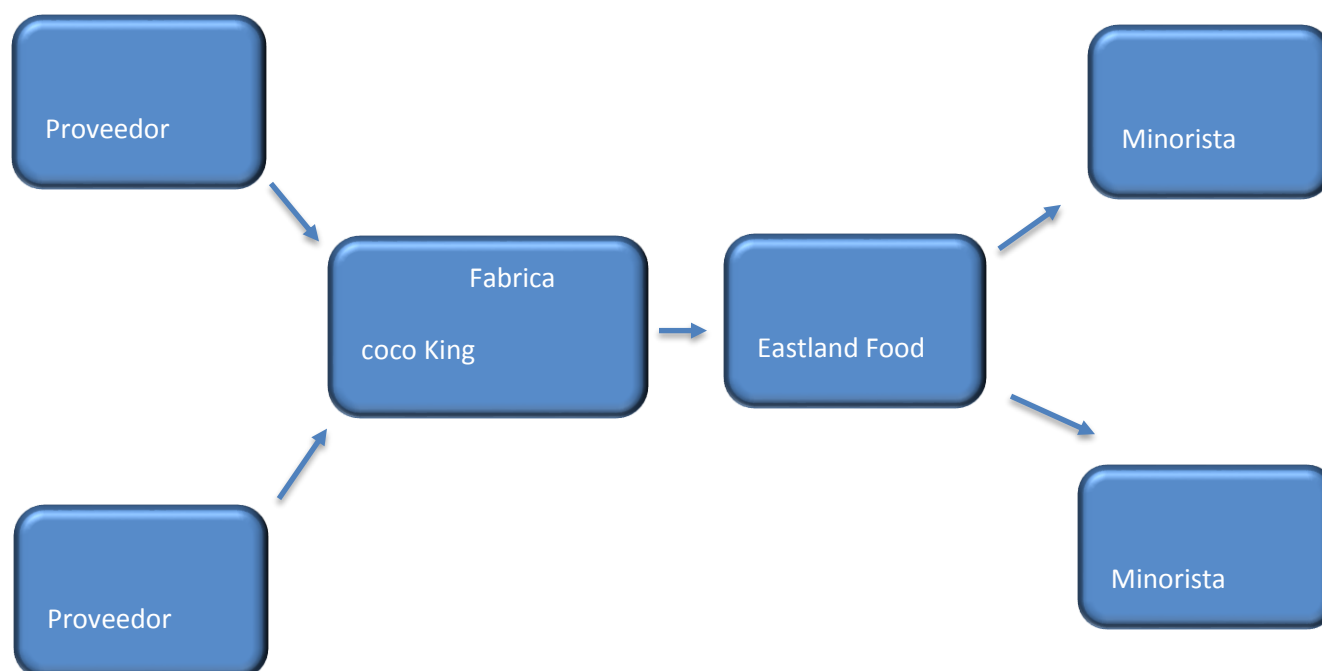 Proveedor
Minorista
Fabrica
coco King
Eastland Food
Proveedor
Minorista